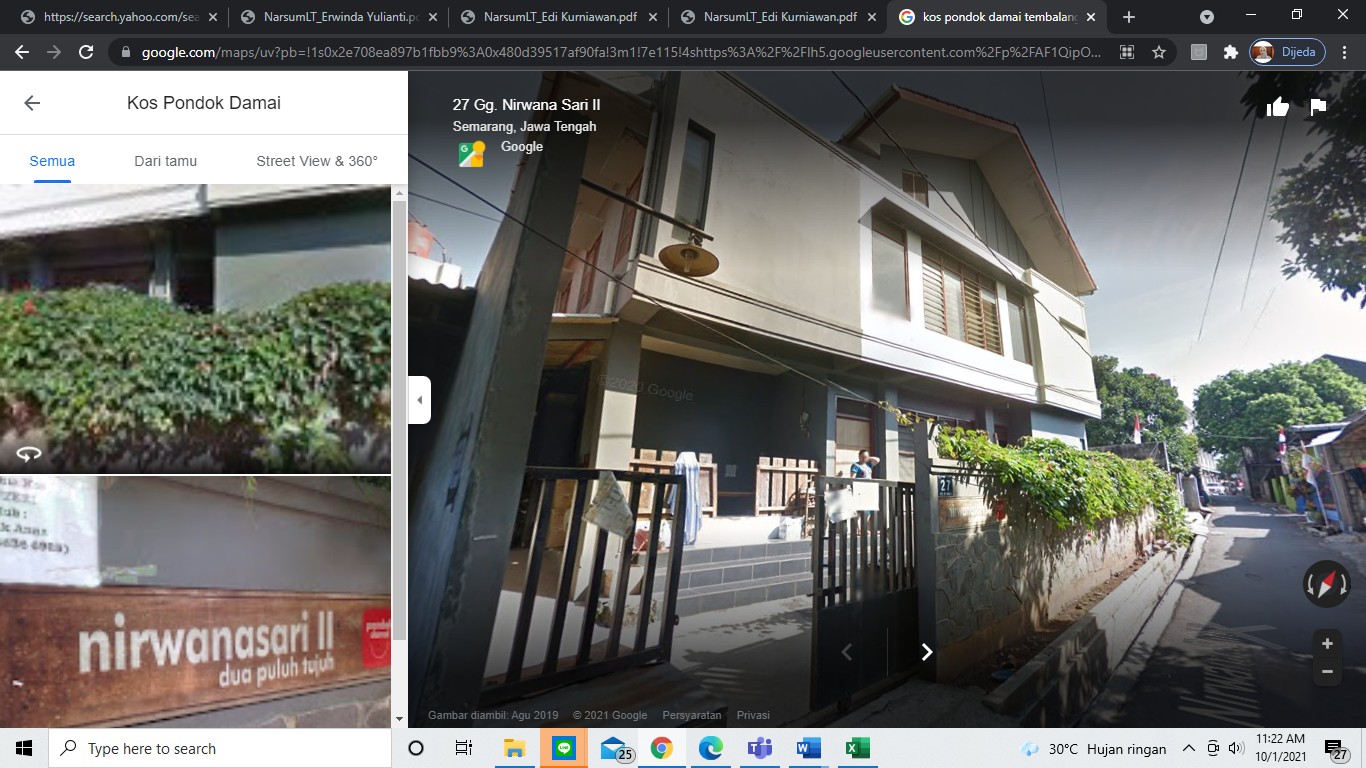 https://search.yahoo.com/sea
NarsumLT_Erwinda Yulianti.pd
NarsumLT_Edi Kurniawan.pdf
NarsumLT_Edi Kurniawan.pdf
kos pondok damai tembalang
google.com/maps/uv?pb=!1s0x2e708ea897b1fbb9%3A0x480d39517af90fa!3m1!7e115!4shttps%3A%2F%2Flh5.googleusercontent.com%2Fp%2FAF1QipO...
Dijeda
Kos Pondok Damai
Semua
Dari tamu
Street View & 360°
27 Gg. Nirwana Sari II
Semarang, Jawa Tengah
Google
©2020 Google
27
nirwanasari II
dua puluh tujuh
Gambar diambil: Agu 2019
© 2021 Google
Persyaratan
Privasi
Type here to search
25
30°C Hujan ringan
11:22 AM
10/1/2021
27